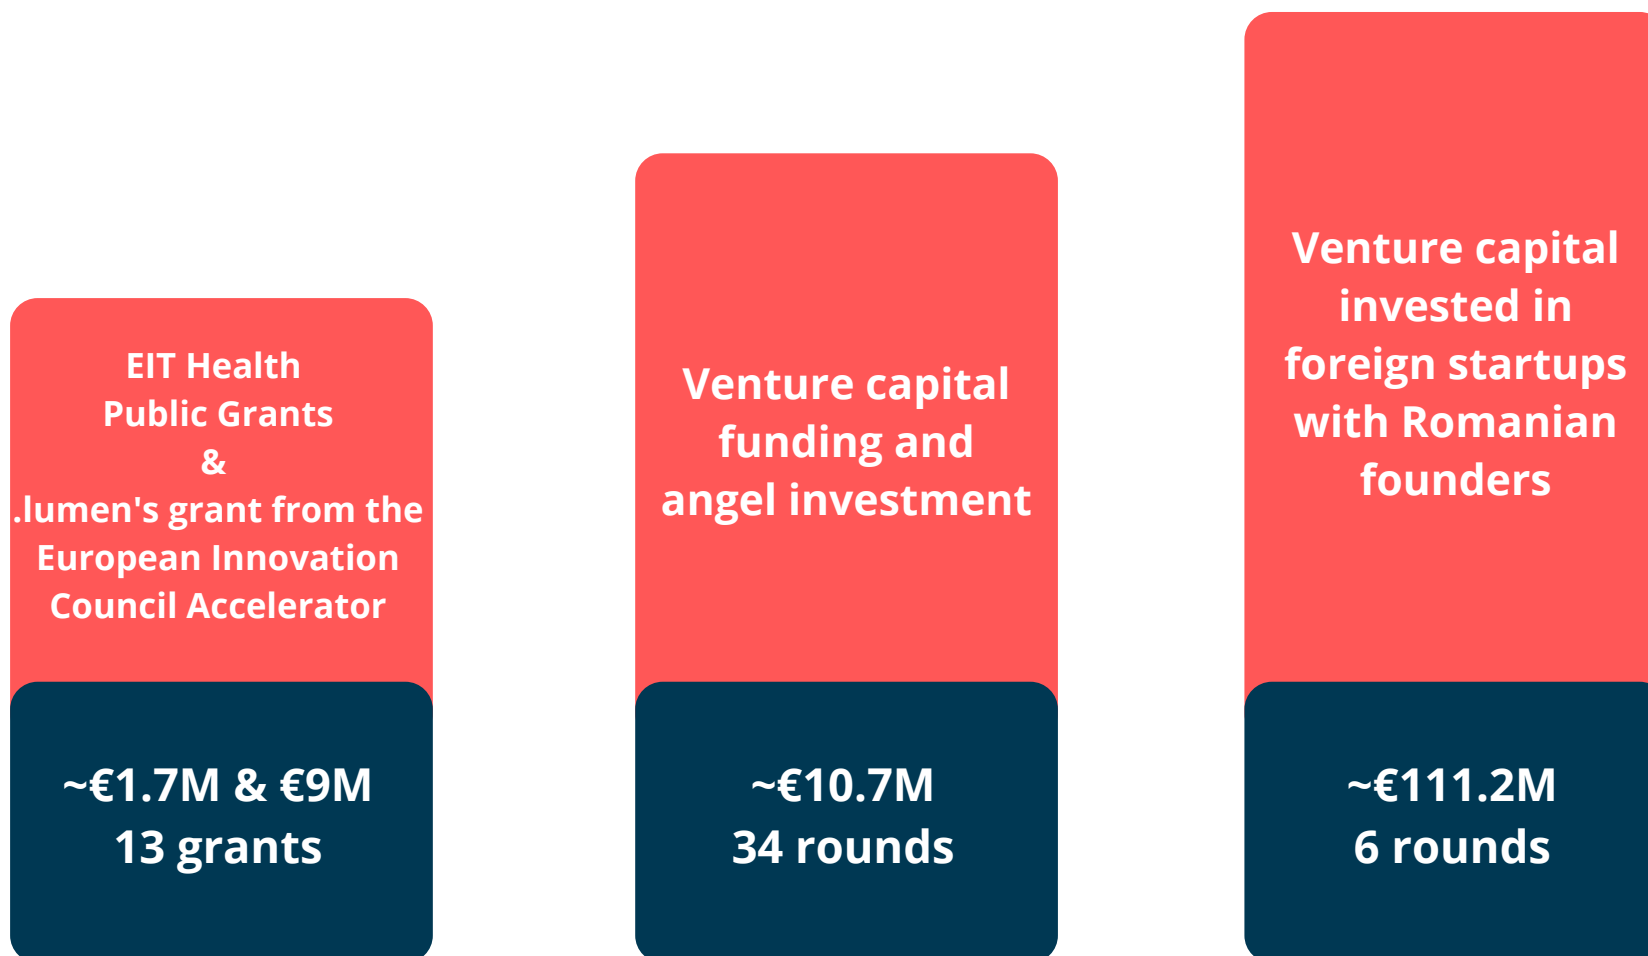 EIT Health
Public Grants
&
.lumen's grant from the
European Innovation
Council Accelerator
~€1.7M & €9M
13 grants
Venture capital
funding and
angel investment
~€10.7M
34 rounds
Venture capital
invested in
foreign startups
with Romanian
founders
~€111.2M
6 rounds